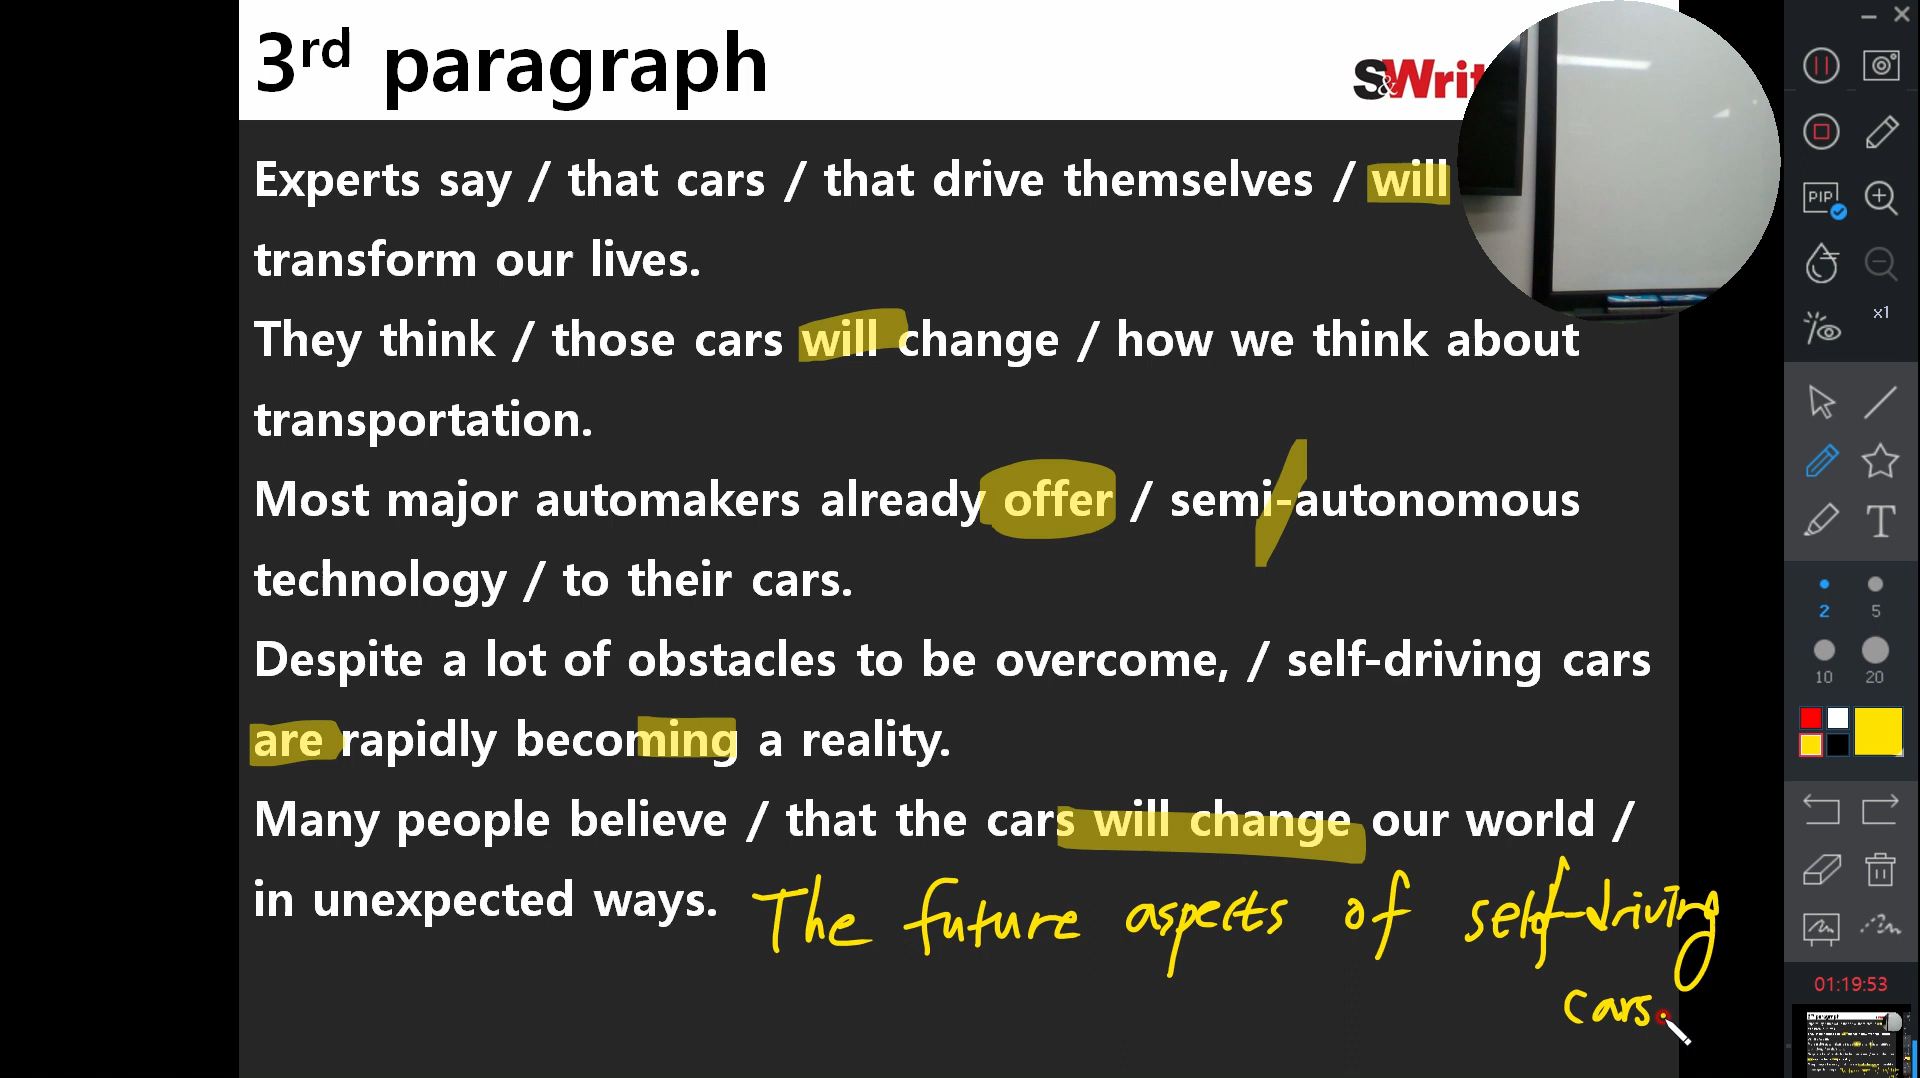 3rd paragraph
S&Writ
Experts say / that cars / that drive themselves / will
transform our lives.
They think / those cars will change / how we think about
transportation.
Most major automakers already offer / semi-autonomous
technology / to their cars.
Despite a lot of obstacles to be overcome, / self-driving cars
are rapidly becoming a reality.
Many people believe / that the cars will change our world /
in unexpected ways.
The future aspects of self-driving
cars.
PIP
x1
T
2 5
10 20
01:19:53